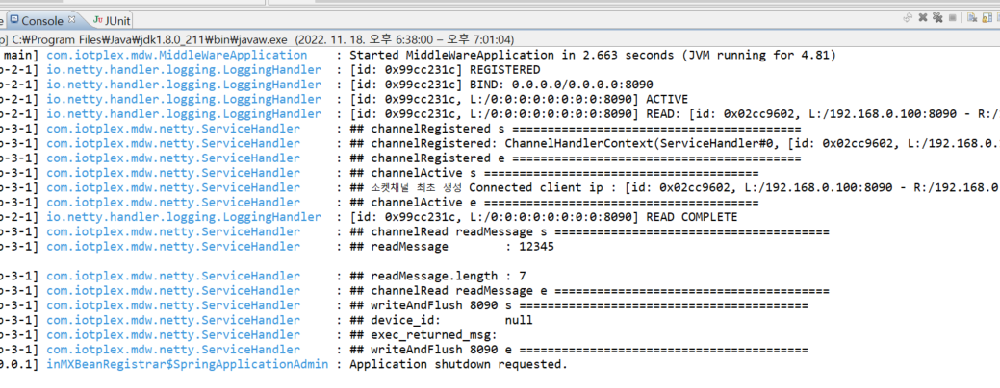 e Console JUnit
p] C:₩Program Files₩Java₩jdk1.8.0_211₩bin₩javaw.exe (2022. 11. 18. 오후 6:38:00 – 오후 7:01:04)
main] com.iotplex.mdw.MiddleWareApplication : Started MiddleWareApplication in 2.663 seconds (JVM running for 4.81)
o-2-1] io.netty.handler.logging.LoggingHandler : [id: 0x99cc231c] REGISTERED
o-2-1] io.netty.handler.logging.LoggingHandler : [id: 0x99cc231c] BIND: 0.0.0.0/0.0.0.0:8090
o-2-1] io.netty.handler.logging.LoggingHandler : [id: 0x99cc231c, L:/0:0:0:0:0:0:0:0:8090] ACTIVE
o-2-1] io.netty.handler.logging.LoggingHandler : [id: 0x99cc231c, L:/0:0:0:0:0:0:0:0:8090] READ: [id: 0x02cc9602, L:/192.168.0.100:8090 - R:/
o-3-1] com.iotplex.mdw.netty.ServiceHandler : ## channelRegistered s ========================================
o-3-1] com.iotplex.mdw.netty.ServiceHandler : ## channelRegistered: ChannelHandlerContext(ServiceHandler#0, [id: 0x02cc9602, L:/192.168.0.
o-3-1] com.iotplex.mdw.netty.ServiceHandler : ## channelRegistered e ========================================
o-3-1] com.iotplex.mdw.netty.ServiceHandler : ## channelActive s ======================================
o-3-1] com.iotplex.mdw.netty.ServiceHandler : ## 소켓채널 최초 생성 Connected client ip : [id: 0x02cc9602, L:/192.168.0.100:8090 - R:/192.168.0
o-3-1] com.iotplex.mdw.netty.ServiceHandler : ## channelActive e ======================================
o-2-1] io.netty.handler.logging.LoggingHandler : [id: 0x99cc231c, L:/0:0:0:0:0:0:0:0:8090] READ COMPLETE
o-3-1] com.iotplex.mdw.netty.ServiceHandler : ## channelRead readMessage s ======================================
o-3-1] com.iotplex.mdw.netty.ServiceHandler : ## readMessage : 12345
o-3-1] com.iotplex.mdw.netty.ServiceHandler : ## readMessage.length : 7
o-3-1] com.iotplex.mdw.netty.ServiceHandler : ## channelRead readMessage e ======================================
o-3-1] com.iotplex.mdw.netty.ServiceHandler : ## writeAndFlush 8090 s ========================================
o-3-1] com.iotplex.mdw.netty.ServiceHandler : ## device_id: null
o-3-1] com.iotplex.mdw.netty.ServiceHandler : ## exec_returned_msg:
o-3-1] com.iotplex.mdw.netty.ServiceHandler : ## writeAndFlush 8090 e ========================================
0.0.1] inMXBeanRegistrar$SpringApplicationAdmin : Application shutdown requested.